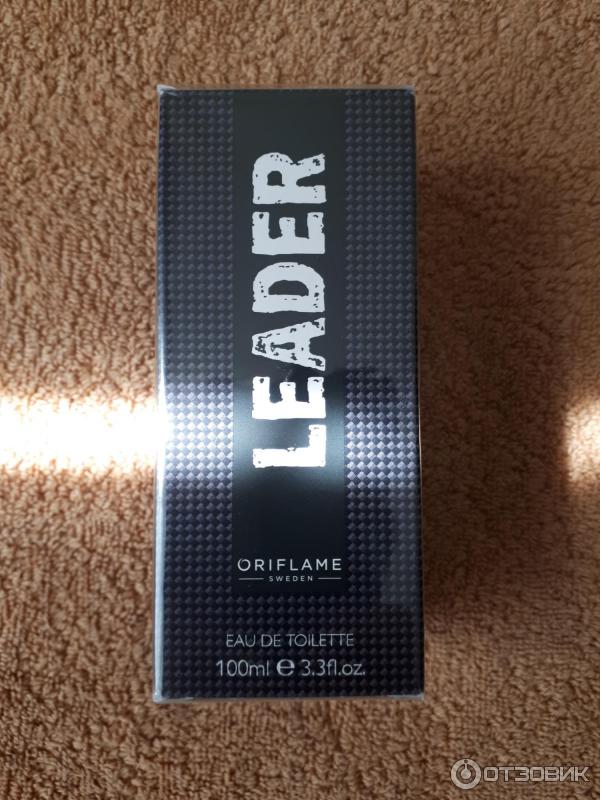 LEADER
ORIFLAME
SWEDEN
EAU DE TOILETTE
100ml e 3.3fl.oz.
ОТЗОВИК